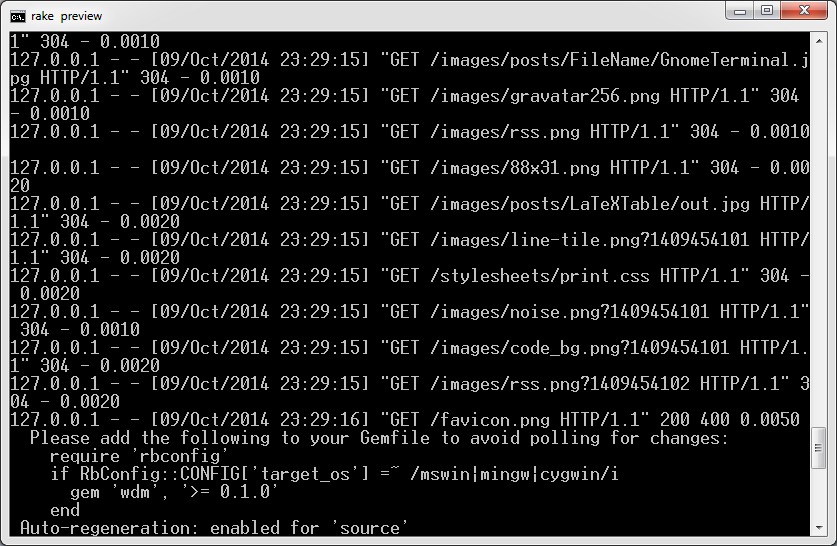 rake  preview
1" 304 - 0.0010
127.0.0.1 - - [09/Oct/2014 23:29:15] "GET /images/posts/FileName/GnomeTerminal.j
pg HTTP/1.1" 304 - 0.0010
127.0.0.1 - - [09/Oct/2014 23:29:15] "GET /images/gravatar256.png HTTP/1.1" 304
- 0.0010
127.0.0.1 - - [09/Oct/2014 23:29:15] "GET /images/rss.png HTTP/1.1" 304 - 0.0010
127.0.0.1 - - [09/Oct/2014 23:29:15] "GET /images/88x31.png HTTP/1.1" 304 - 0.00
20
127.0.0.1 - - [09/Oct/2014 23:29:15] "GET /images/posts/LaTeXTable/out.jpg HTTP/
1.1" 304 - 0.0020
127.0.0.1 - - [09/Oct/2014 23:29:15] "GET /images/line-tile.png?1409454101 HTTP/
1.1" 304 - 0.0020
127.0.0.1 - - [09/Oct/2014 23:29:15] "GET /stylesheets/print.css HTTP/1.1" 304 -
 0.0020
127.0.0.1 - - [09/Oct/2014 23:29:15] "GET /images/noise.png?1409454101 HTTP/1.1"
 304 - 0.0010
127.0.0.1 - - [09/Oct/2014 23:29:15] "GET /images/code_bg.png?1409454101 HTTP/1.
1" 304 - 0.0020
127.0.0.1 - - [09/Oct/2014 23:29:15] "GET /images/rss.png?1409454102 HTTP/1.1" 3
04 - 0.0020
127.0.0.1 - - [09/Oct/2014 23:29:16] "GET /favicon.png HTTP/1.1" 200 400 0.0050
  Please add the following to your Gemfile to avoid polling for changes:
    require 'rbconfig'
    if RbConfig::CONFIG['target_os'] =~ /mswin|mingw|cygwin/i
      gem 'wdm', '>= 0.1.0'
    end
 Auto-regeneration: enabled for 'source'